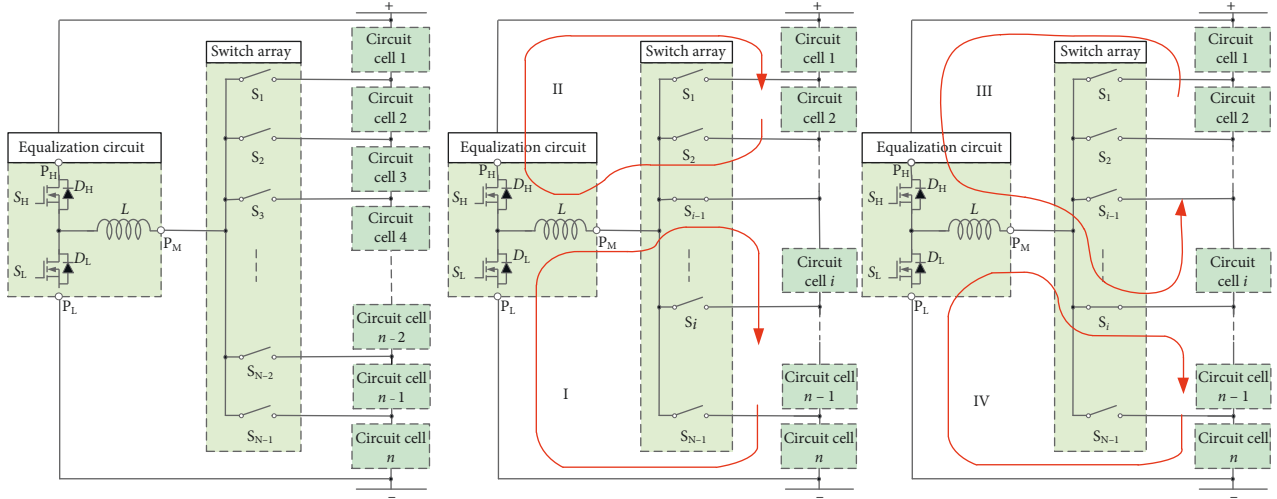 +
Circuit
cell 1
Switch array
S1
Circuit
cell 2
S2
Equalization circuit
Circuit
cell 3
PH
DH
SH
S3
L
Circuit
cell 4
PM
DL
SL
PL
Circuit cell
n - 2
SN–2
Circuit cell
n - 1
SN–1
Circuit cell
n
–
+
Circuit
cell 1
Switch array
II
S1
Circuit
cell 2
S2
Equalization circuit
PH
DH
SH
Si–1
L
PM
DL
SL
Circuit
cell i
PL
Si
I
Circuit cell
n – 1
SN–1
Circuit cell
n
–
+
Circuit
cell 1
Switch array
III
S1
Circuit
cell 2
S2
Equalization circuit
PH
DH
SH
Si–1
L
PM
DL
SL
Circuit
cell i
PL
Si
IV
Circuit cell
n – 1
SN–1
Circuit cell
n
–